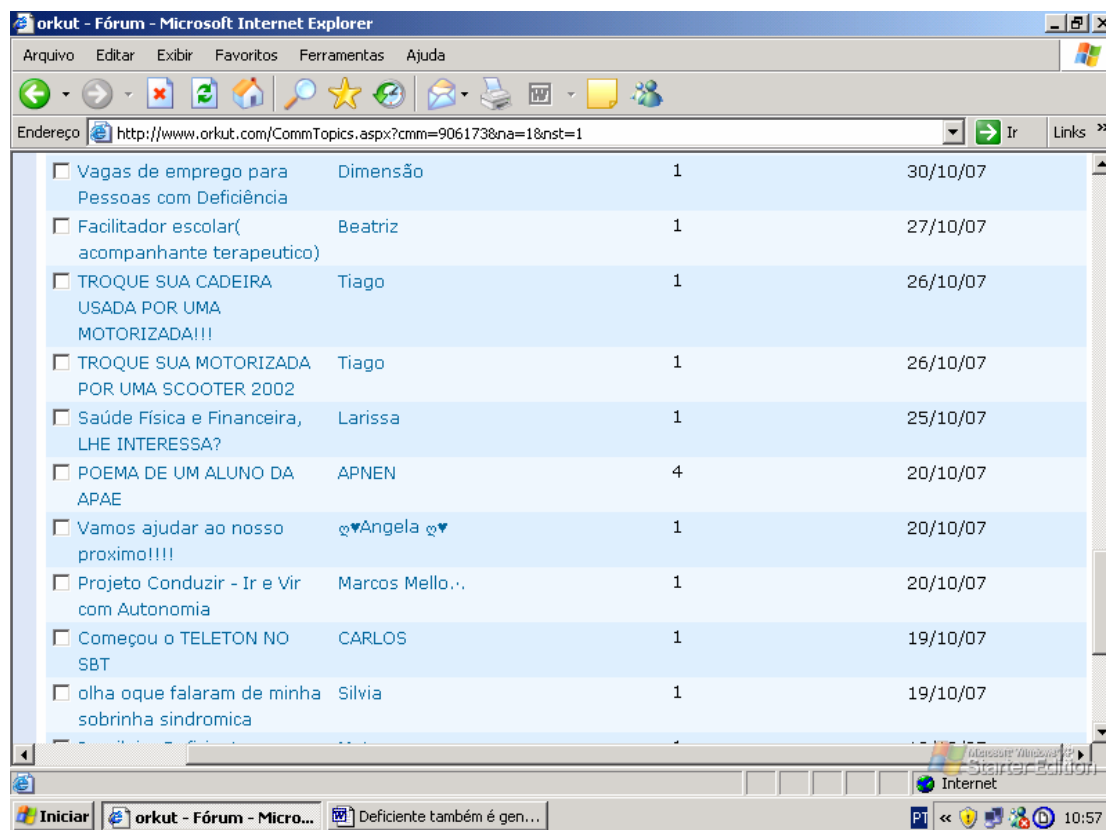 orkut - Fórum - Microsoft Internet Explorer
Arquivo Editar Exibir Favoritos Ferramentas Ajuda
Endereço http://www.orkut.com/CommTopics.aspx?cmm=906173&na=1&nst=1 Ir Links »
Vagas de emprego para Dimensão 1 30/10/07
Pessoas com Deficiência
Facilitador escolar( Beatriz 1 27/10/07
acompanhante terapeutico)
TROQUE SUA CADEIRA Tiago 1 26/10/07
USADA POR UMA
MOTORIZADA!!!
TROQUE SUA MOTORIZADA Tiago 1 26/10/07
POR UMA SCOOTER 2002
Saúde Física e Financeira, Larissa 1 25/10/07
LHE INTERESSA?
POEMA DE UM ALUNO DA APNEN 4 20/10/07
APAE
Vamos ajudar ao nosso ღ♥Angela ღ♥ 1 20/10/07
proximo!!!!
Projeto Conduzir - Ir e Vir Marcos Mello.·. 1 20/10/07
com Autonomia
Começou o TELETON NO CARLOS 1 19/10/07
SBT
olha oque falaram de minha Silvia 1 19/10/07
sobrinha sindromica
Microsoft Windows XP
Starter Edition
Internet
Iniciar orkut - Fórum - Micro... Deficiente também é gen... PT « 10:57